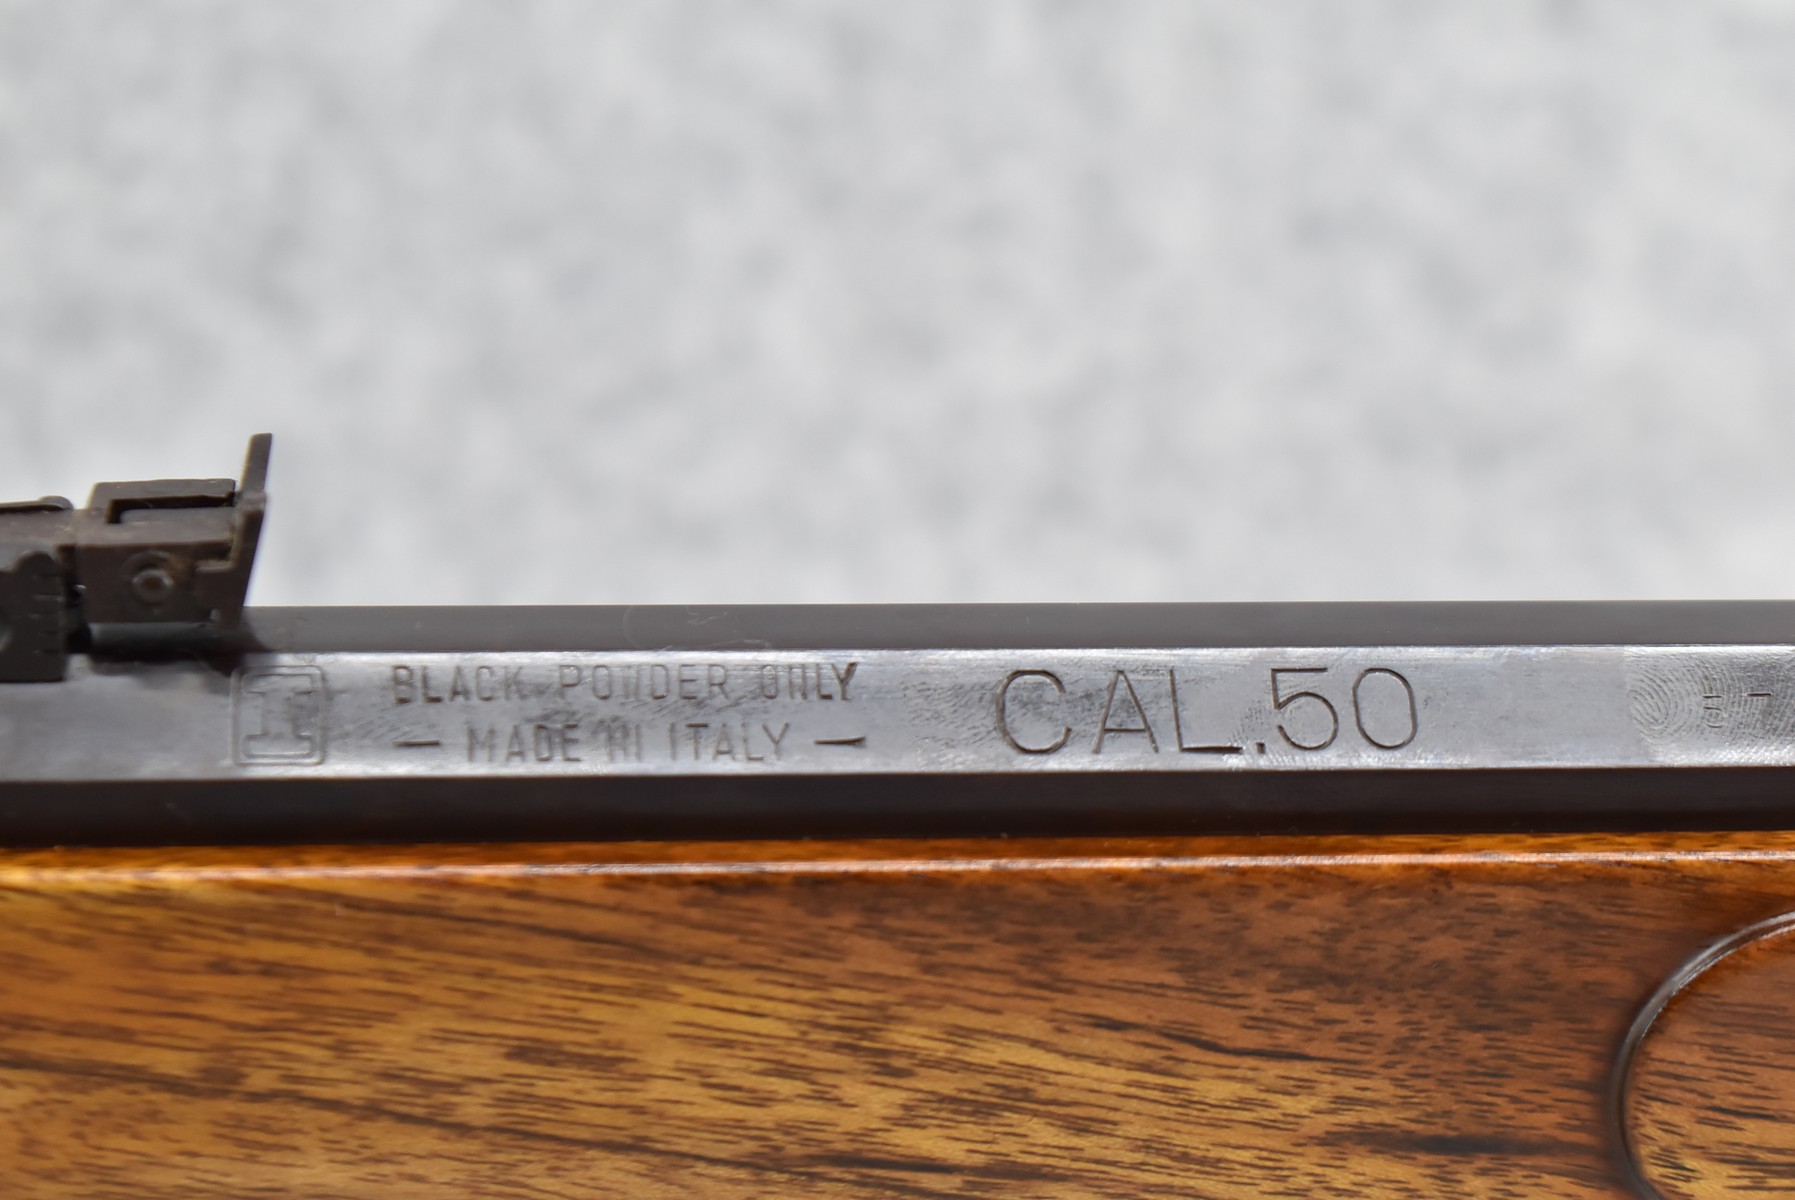 BLACK POWDER ONLY
— MADE IN ITALY —
CAL.50